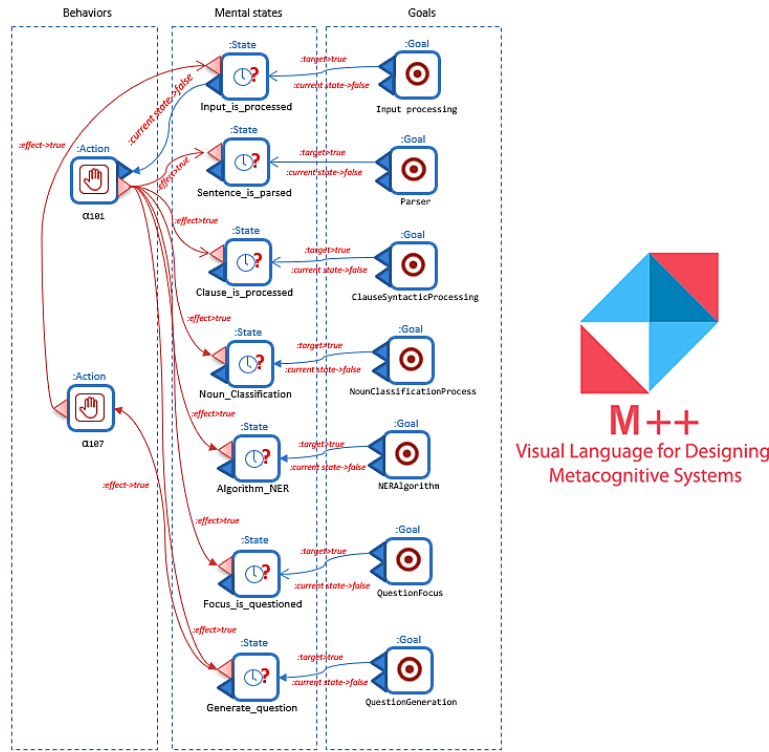 Behaviors
Mental states
Goals
:State
:Goal
:target>true
:current state->false
Input_is_processed
Input processing
:current state->false
:effect->true
:Action
α101
:State
:Goal
:effect>true
:target>true
:current state->false
Sentence_is_parsed
Parser
:effect>true
:State
:Goal
:target>true
:current state->false
Clause_is_processed
ClauseSyntacticProcessing
:effect>true
:State
:Goal
:target>true
:current state->false
Noun_Classification
NounClassificationProcess
:Action
α107
:effect>true
:State
:Goal
:target>true
:current state->false
Algorithm_NER
NERAlgorithm
:effect>true
:State
:Goal
:target>true
:current state->false
Focus_is_questioned
QuestionFocus
:effect>true
:State
:Goal
:target>true
:current state->false
Generate_question
QuestionGeneration
M++
Visual Language for Designing
Metacognitive Systems